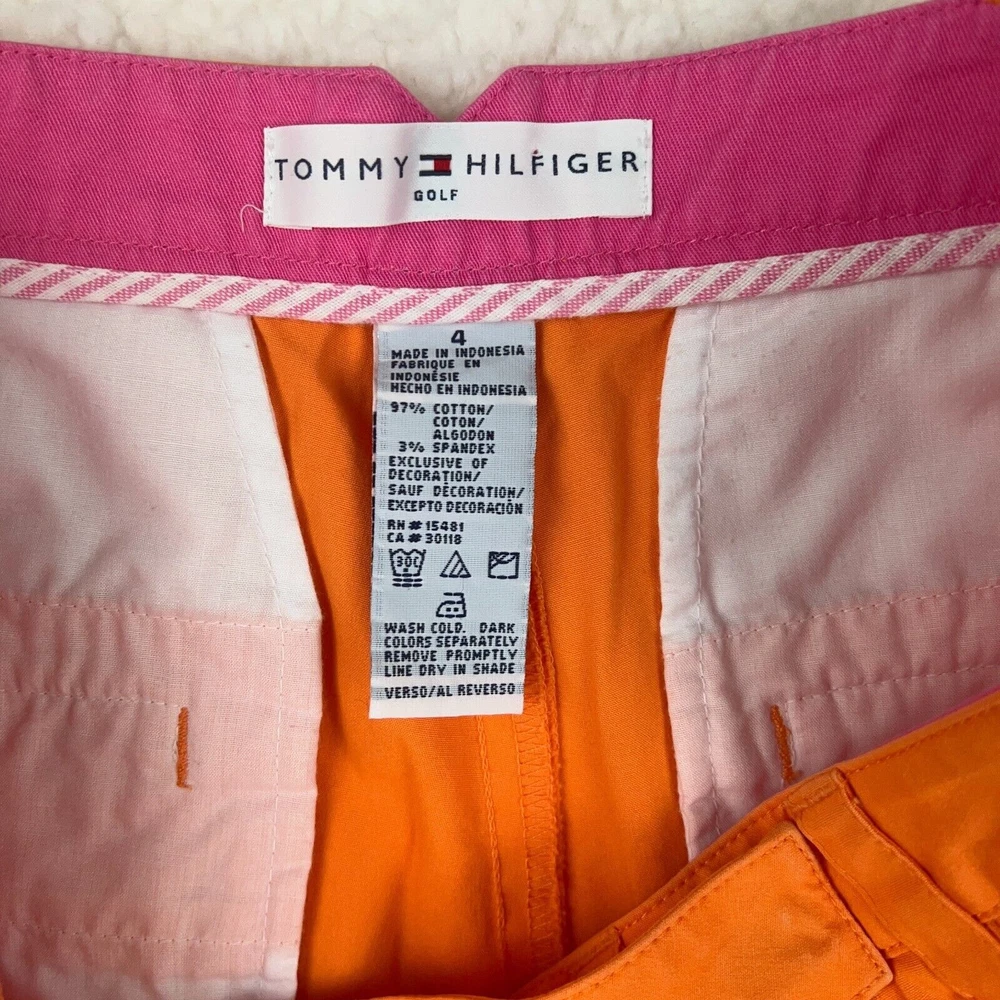 TOMMY HILFIGER
GOLF
4
MADE IN INDONESIA
FABRIQUE EN
INDONÉSIE
HECHO EN INDONESIA
97% COTTON/
COTON/
ALGODON
3% SPANDEX
EXCLUSIVE OF
DECORATION/
SAUF DÉCORATION/
EXCEPTO DECORACIÓN
RN # 15481
CA # 30118
30C
WASH COLD. DARK
COLORS SEPARATELY
REMOVE PROMPTLY
LINE DRY IN SHADE
VERSO/AL REVERSO